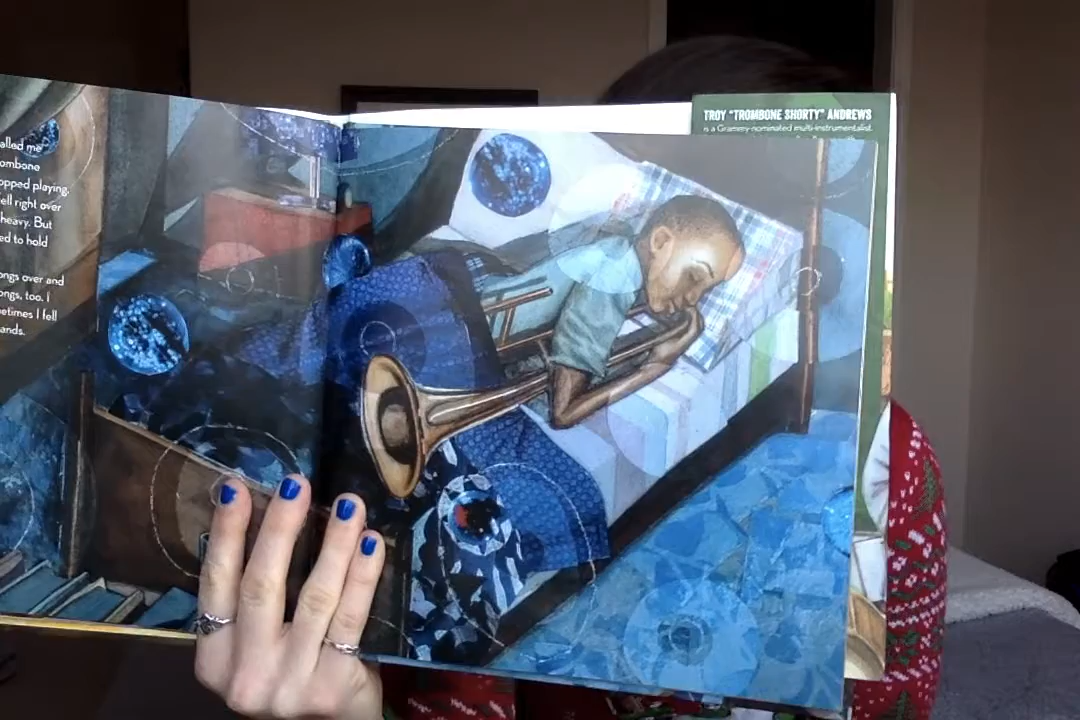 alled me
ombone
opped playing,
ell right over
heavy. But
ed to hold
ongs over and
ongs, too. I
metimes I fell
ands.
TROY "TROMBONE SHORTY" ANDREWS
is a Grammy-nominated multi-instrumentalist,